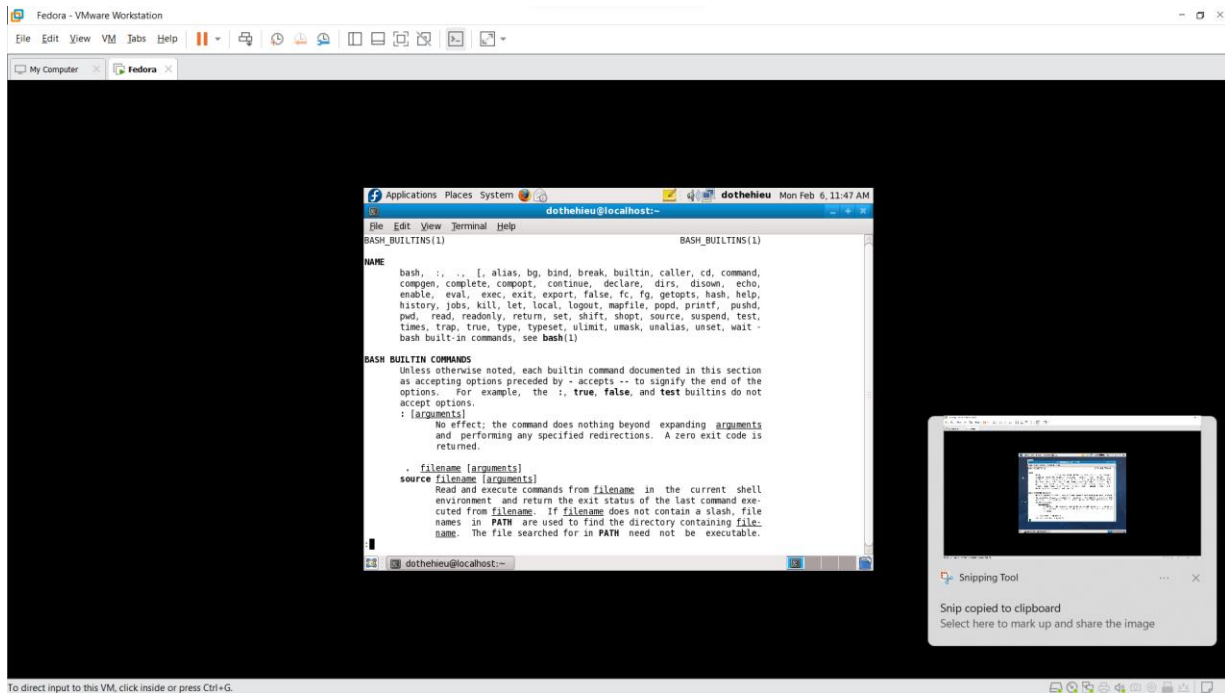 Fedora - VMware Workstation
File Edit View VM Tabs Help
My Computer Fedora
Applications Places System dothehieu Mon Feb 6, 11:47 AM
dothehieu@localhost:~
File Edit View Terminal Help
BASH_BUILTINS(1) BASH_BUILTINS(1)
NAME
bash, :, ., [, alias, bg, bind, break, builtin, caller, cd, command,
compgen, complete, compopt, continue, declare, dirs, disown, echo,
enable, eval, exec, exit, export, false, fc, fg, getopts, hash, help,
history, jobs, kill, let, local, logout, mapfile, popd, printf, pushd,
pwd, read, readonly, return, set, shift, shopt, source, suspend, test,
times, trap, true, type, typeset, ulimit, umask, unalias, unset, wait -
bash built-in commands, see bash(1)
BASH BUILTIN COMMANDS
Unless otherwise noted, each builtin command documented in this section
as accepting options preceded by - accepts -- to signify the end of the
options. For example, the :, true, false, and test builtins do not
accept options.
: [arguments]
No effect; the command does nothing beyond expanding arguments
and performing any specified redirections. A zero exit code is
returned.
. filename [arguments]
source filename [arguments]
Read and execute commands from filename in the current shell
environment and return the exit status of the last command exe-
cuted from filename. If filename does not contain a slash, file
names in PATH are used to find the directory containing file-
name. The file searched for in PATH need not be executable.
:
dothehieu@localhost:~
Snipping Tool
Snip copied to clipboard
Select here to mark up and share the image
To direct input to this VM, click inside or press Ctrl+G.